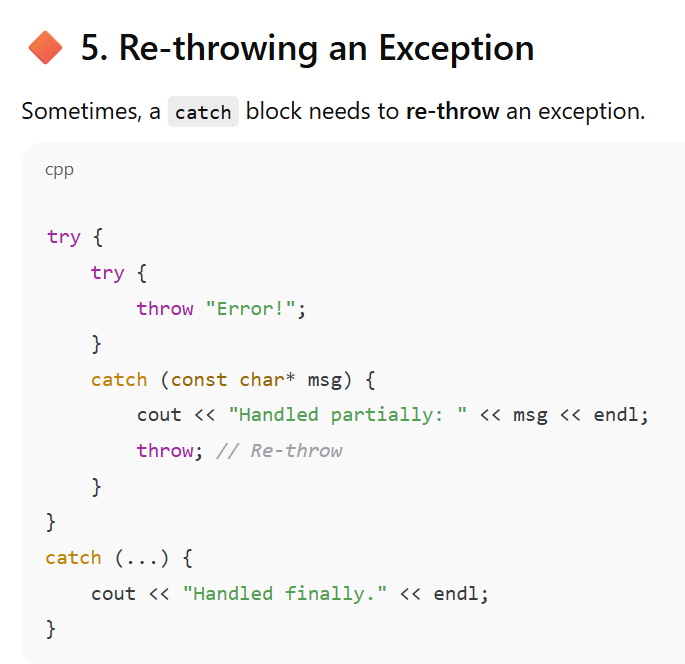 5. Re-throwing an Exception
Sometimes, a catch block needs to re-throw an exception.
cpp
try {
    try {
        throw "Error!";
    }
    catch (const char* msg) {
        cout << "Handled partially: " << msg << endl;
        throw; // Re-throw
    }
}
catch (...) {
    cout << "Handled finally." << endl;
}